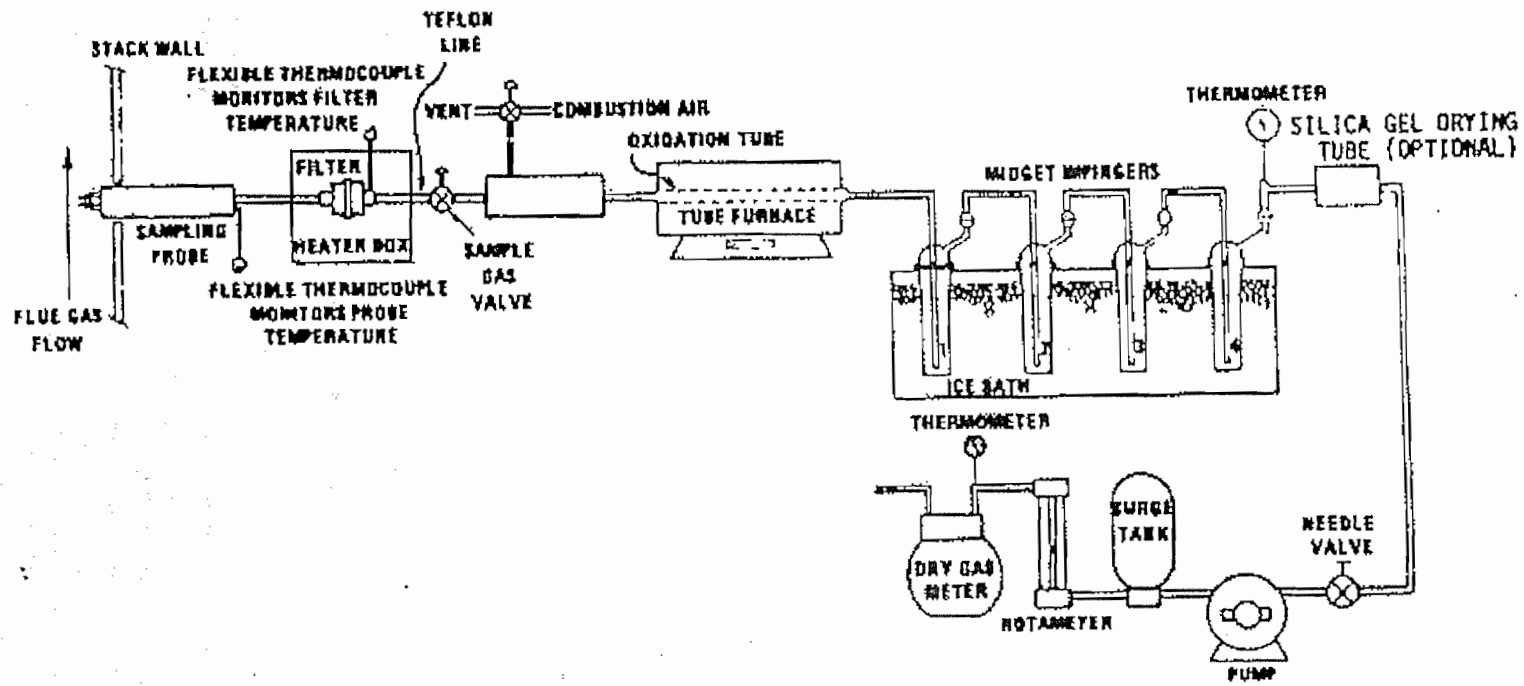 TEFLON
LINE
STACK WALL
FLEXIBLE THERMOCOUPLE
MONITORS FILTER
TEMPERATURE
VENT
COMBUSTION AIR
THERMOMETER
SILICA GEL DRYING
TUBE (OPTIONAL)
OXIDATION TUBE
FILTER
MIDGET IMPINGERS
TUBE FURNACE
SAMPLING
PROBE
HEATER BOX
SAMPLE
GAS
VALVE
FLEXIBLE THERMOCOUPLE
MONITORS PROBE
TEMPERATURE
FLUE GAS
FLOW
ICE BATH
THERMOMETER
SURGE
TANK
NEEDLE
VALVE
DRY GAS
METER
ROTAMETER
PUMP